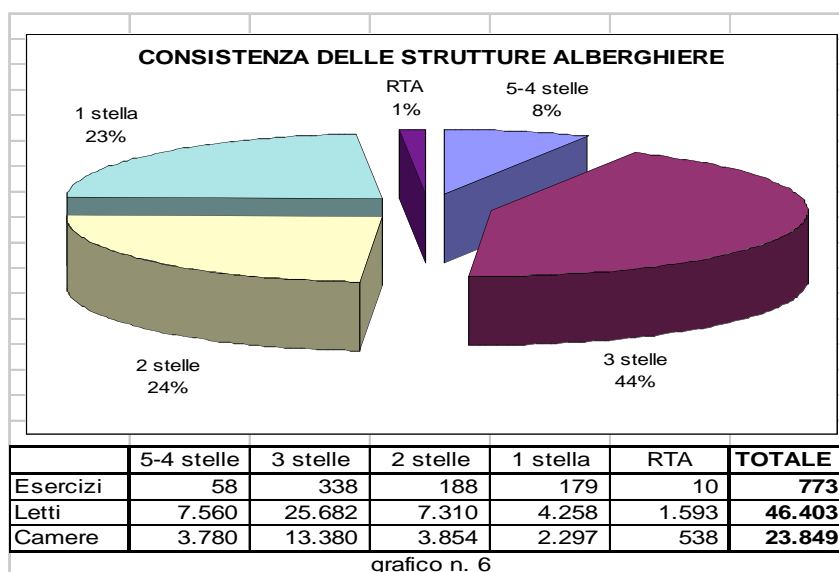 CONSISTENZA DELLE STRUTTURE ALBERGHIERE
RTA
1%
5-4 stelle
8%
1 stella
23%
2 stelle
24%
3 stelle
44%
5-4 stelle 3 stelle 2 stelle 1 stella RTA TOTALE
Esercizi 58 338 188 179 10 773
Letti 7.560 25.682 7.310 4.258 1.593 46.403
Camere 3.780 13.380 3.854 2.297 538 23.849
grafico n. 6